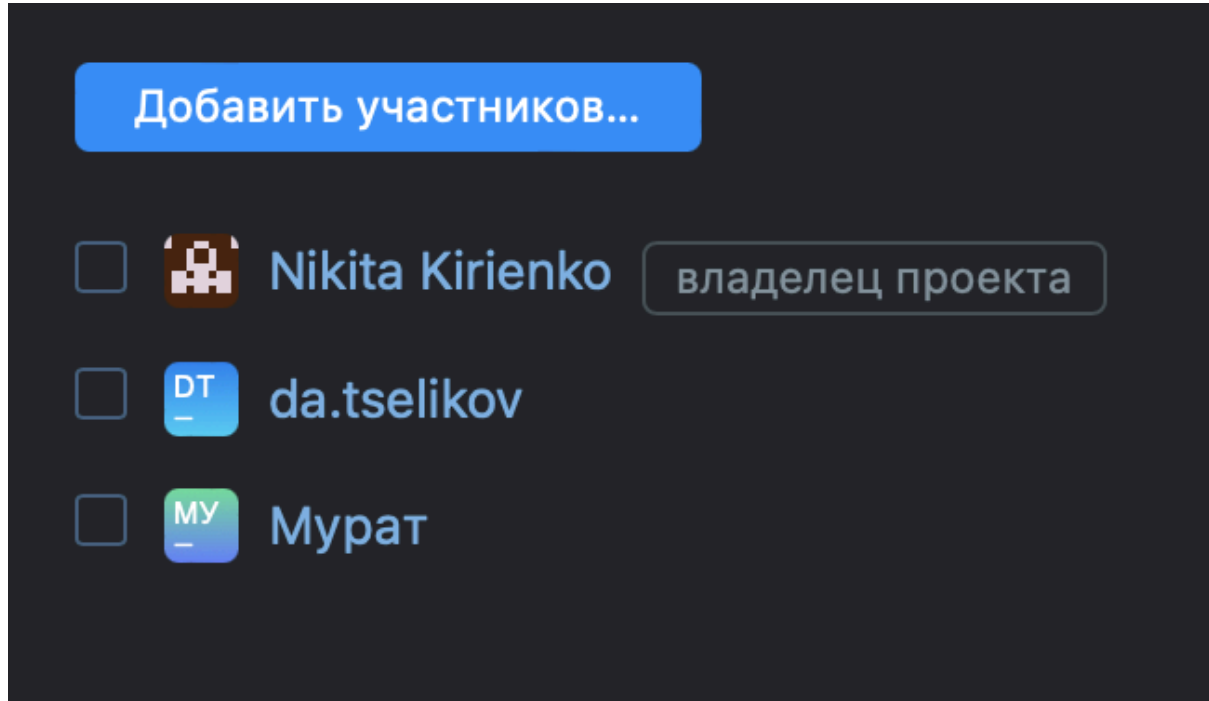 Добавить участников...
Nikita Kirienko владелец проекта
DT
da.tselikov
МУ
Мурат